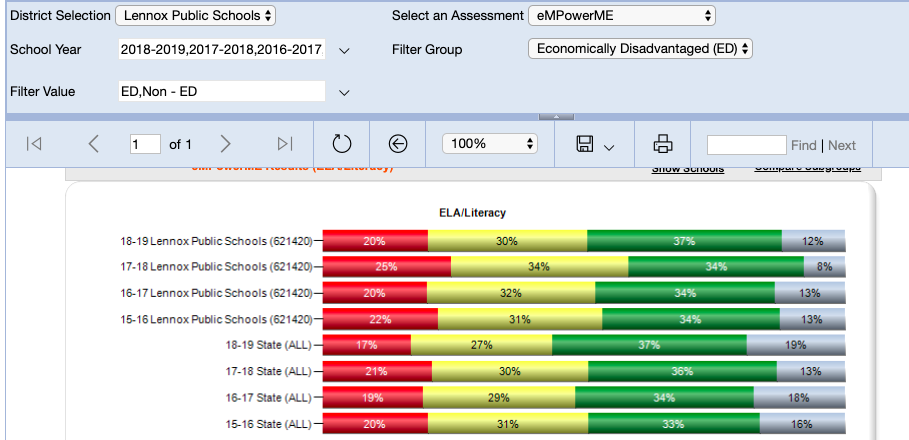 District Selection Lennox Public Schools Select an Assessment eMPowerME
School Year 2018-2019,2017-2018,2016-2017, Filter Group Economically Disadvantaged (ED)
Filter Value ED,Non - ED
1 of 1 100% Find | Next
eMPowerME Results (ELA/Literacy) Show Schools Compare Subgroups
ELA/Literacy
18-19 Lennox Public Schools (621420) 20% 30% 37% 12%
17-18 Lennox Public Schools (621420) 25% 34% 34% 8%
16-17 Lennox Public Schools (621420) 20% 32% 34% 13%
15-16 Lennox Public Schools (621420) 22% 31% 34% 13%
18-19 State (ALL) 17% 27% 37% 19%
17-18 State (ALL) 21% 30% 36% 13%
16-17 State (ALL) 19% 29% 34% 18%
15-16 State (ALL) 20% 31% 33% 16%